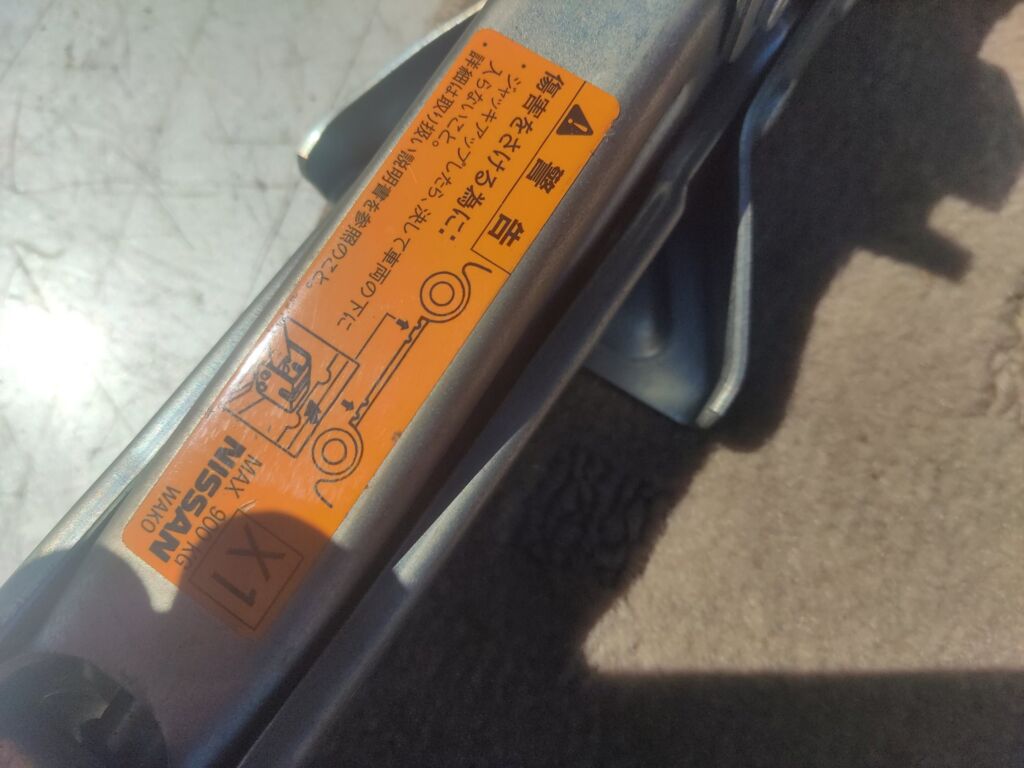 ⚠ 警告
傷害をさける為に:
・ジャッキアップしたら、決して車両の下に
入らないこと。
・詳細は取り扱い説明書を参照のこと。
X1
MAX 900 KG
NISSAN
WAKO